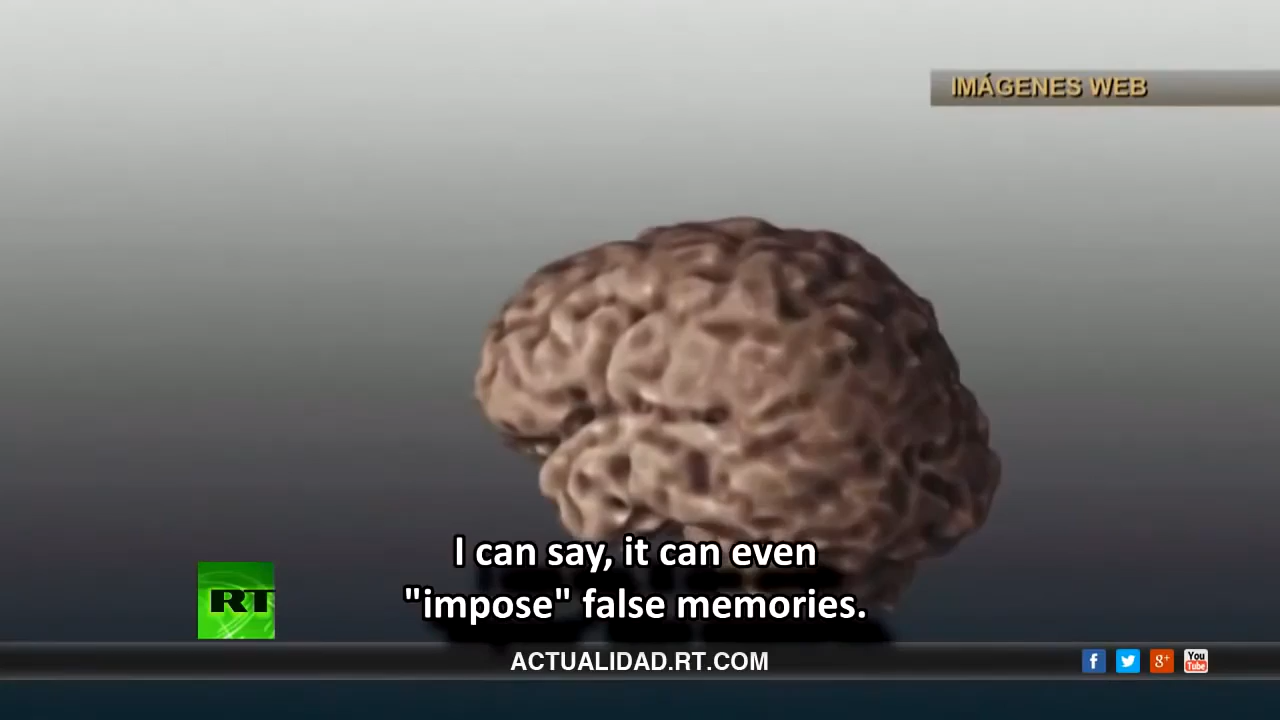 IMÁGENES WEB
I can say, it can even
"impose" false memories.
RT
ACTUALIDAD.RT.COM
f
g+
You
Tube